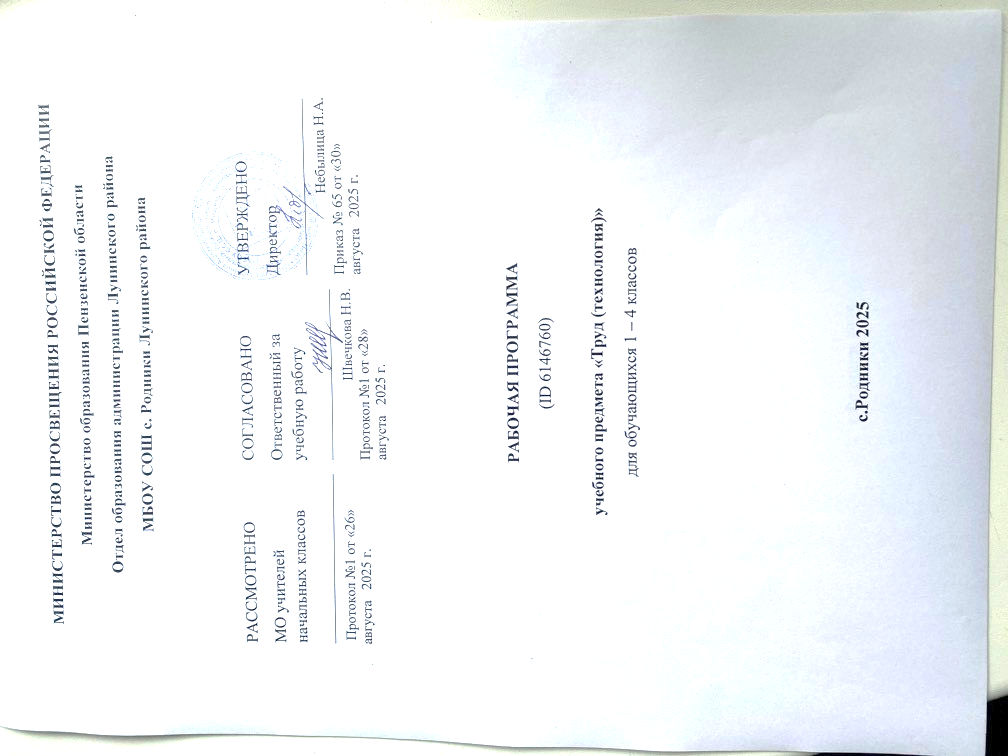 МИНИСТЕРСТВО ПРОСВЕЩЕНИЯ РОССИЙСКОЙ ФЕДЕРАЦИИ
Министерство образования Пензенской области
Отдел образования администрации Лунинского района
МБОУ СОШ с. Родники Лунинского района
РАССМОТРЕНО
МО учителей
начальных классов
Протокол №1 от «26»
августа 2025 г.
СОГЛАСОВАНО
Ответственный за
учебную работу
Швечкова Н.В.
Протокол №1 от «28»
августа 2025 г.
УТВЕРЖДЕНО
Директор
Небылица Н.А.
Приказ № 65 от «30»
августа 2025 г.
РАБОЧАЯ ПРОГРАММА
(ID 6146760)
учебного предмета «Труд (технология)»
для обучающихся 1 – 4 классов
с.Родники 2025